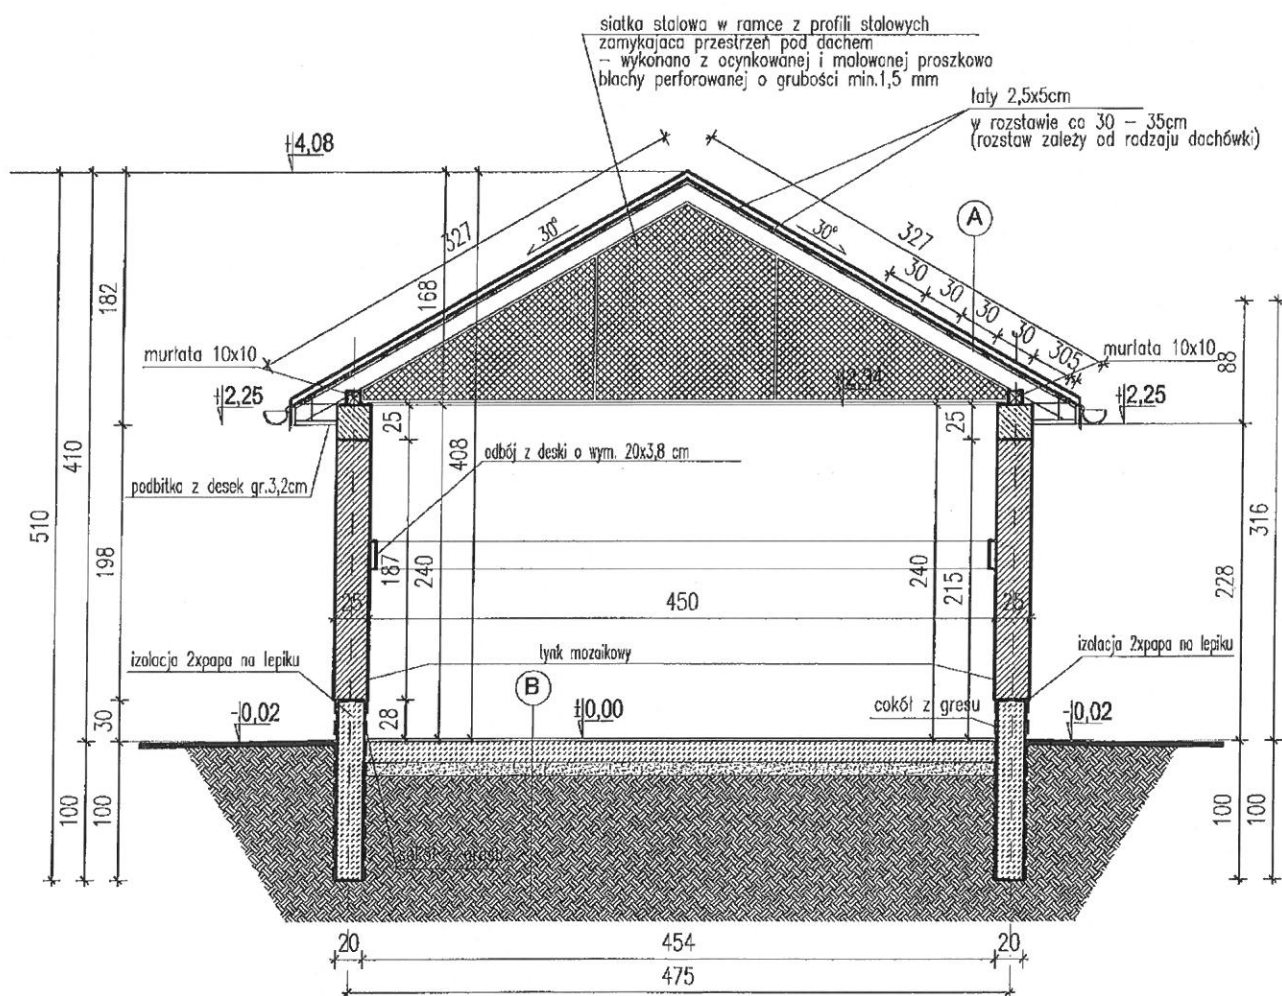 siatka stalowa w ramce z profili stalowych
zamykajaca przestrzeń pod dachem
– wykonana z ocynkowanej i malowanej proszkowo
blachy perforowanej o grubości min.1,5 mm
łaty 2,5x5cm
w rozstawie co 30 – 35cm
(rozstaw zależy od rodzaju dachówki)
4,08
327
30°
30°
327
A
30
30
30
30
305
182
168
88
murłata 10x10
murłata 10x10
2,25
2,34
2,25
25
25
410
408
odbój z deski o wym. 20x3,8 cm
podbitka z desek gr.3,2cm
510
198
187
240
240
215
228
316
25
450
25
izolacja 2xpapa na lepiku
tynk mozaikowy
izolacja 2xpapa na lepiku
B
cokół z gresu
-0,02
±0,00
-0,02
30
28
100
100
100
100
cokół z gresu
20
454
20
475